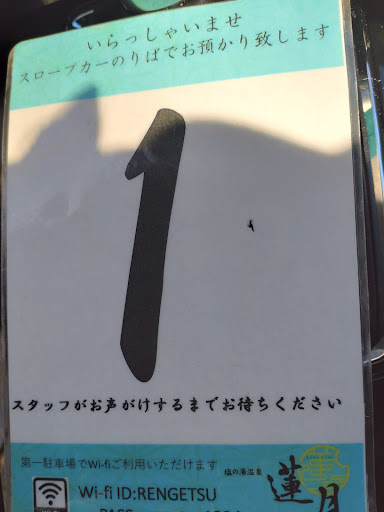 いらっしゃいませ
スロープカーのりばでお預かり致します
1
スタッフがお声がけするまでお待ちください
第一駐車場でWi-fiご利用いただけます
塩の湯温泉
蓮月
Wi-fi ID:RENGETSU